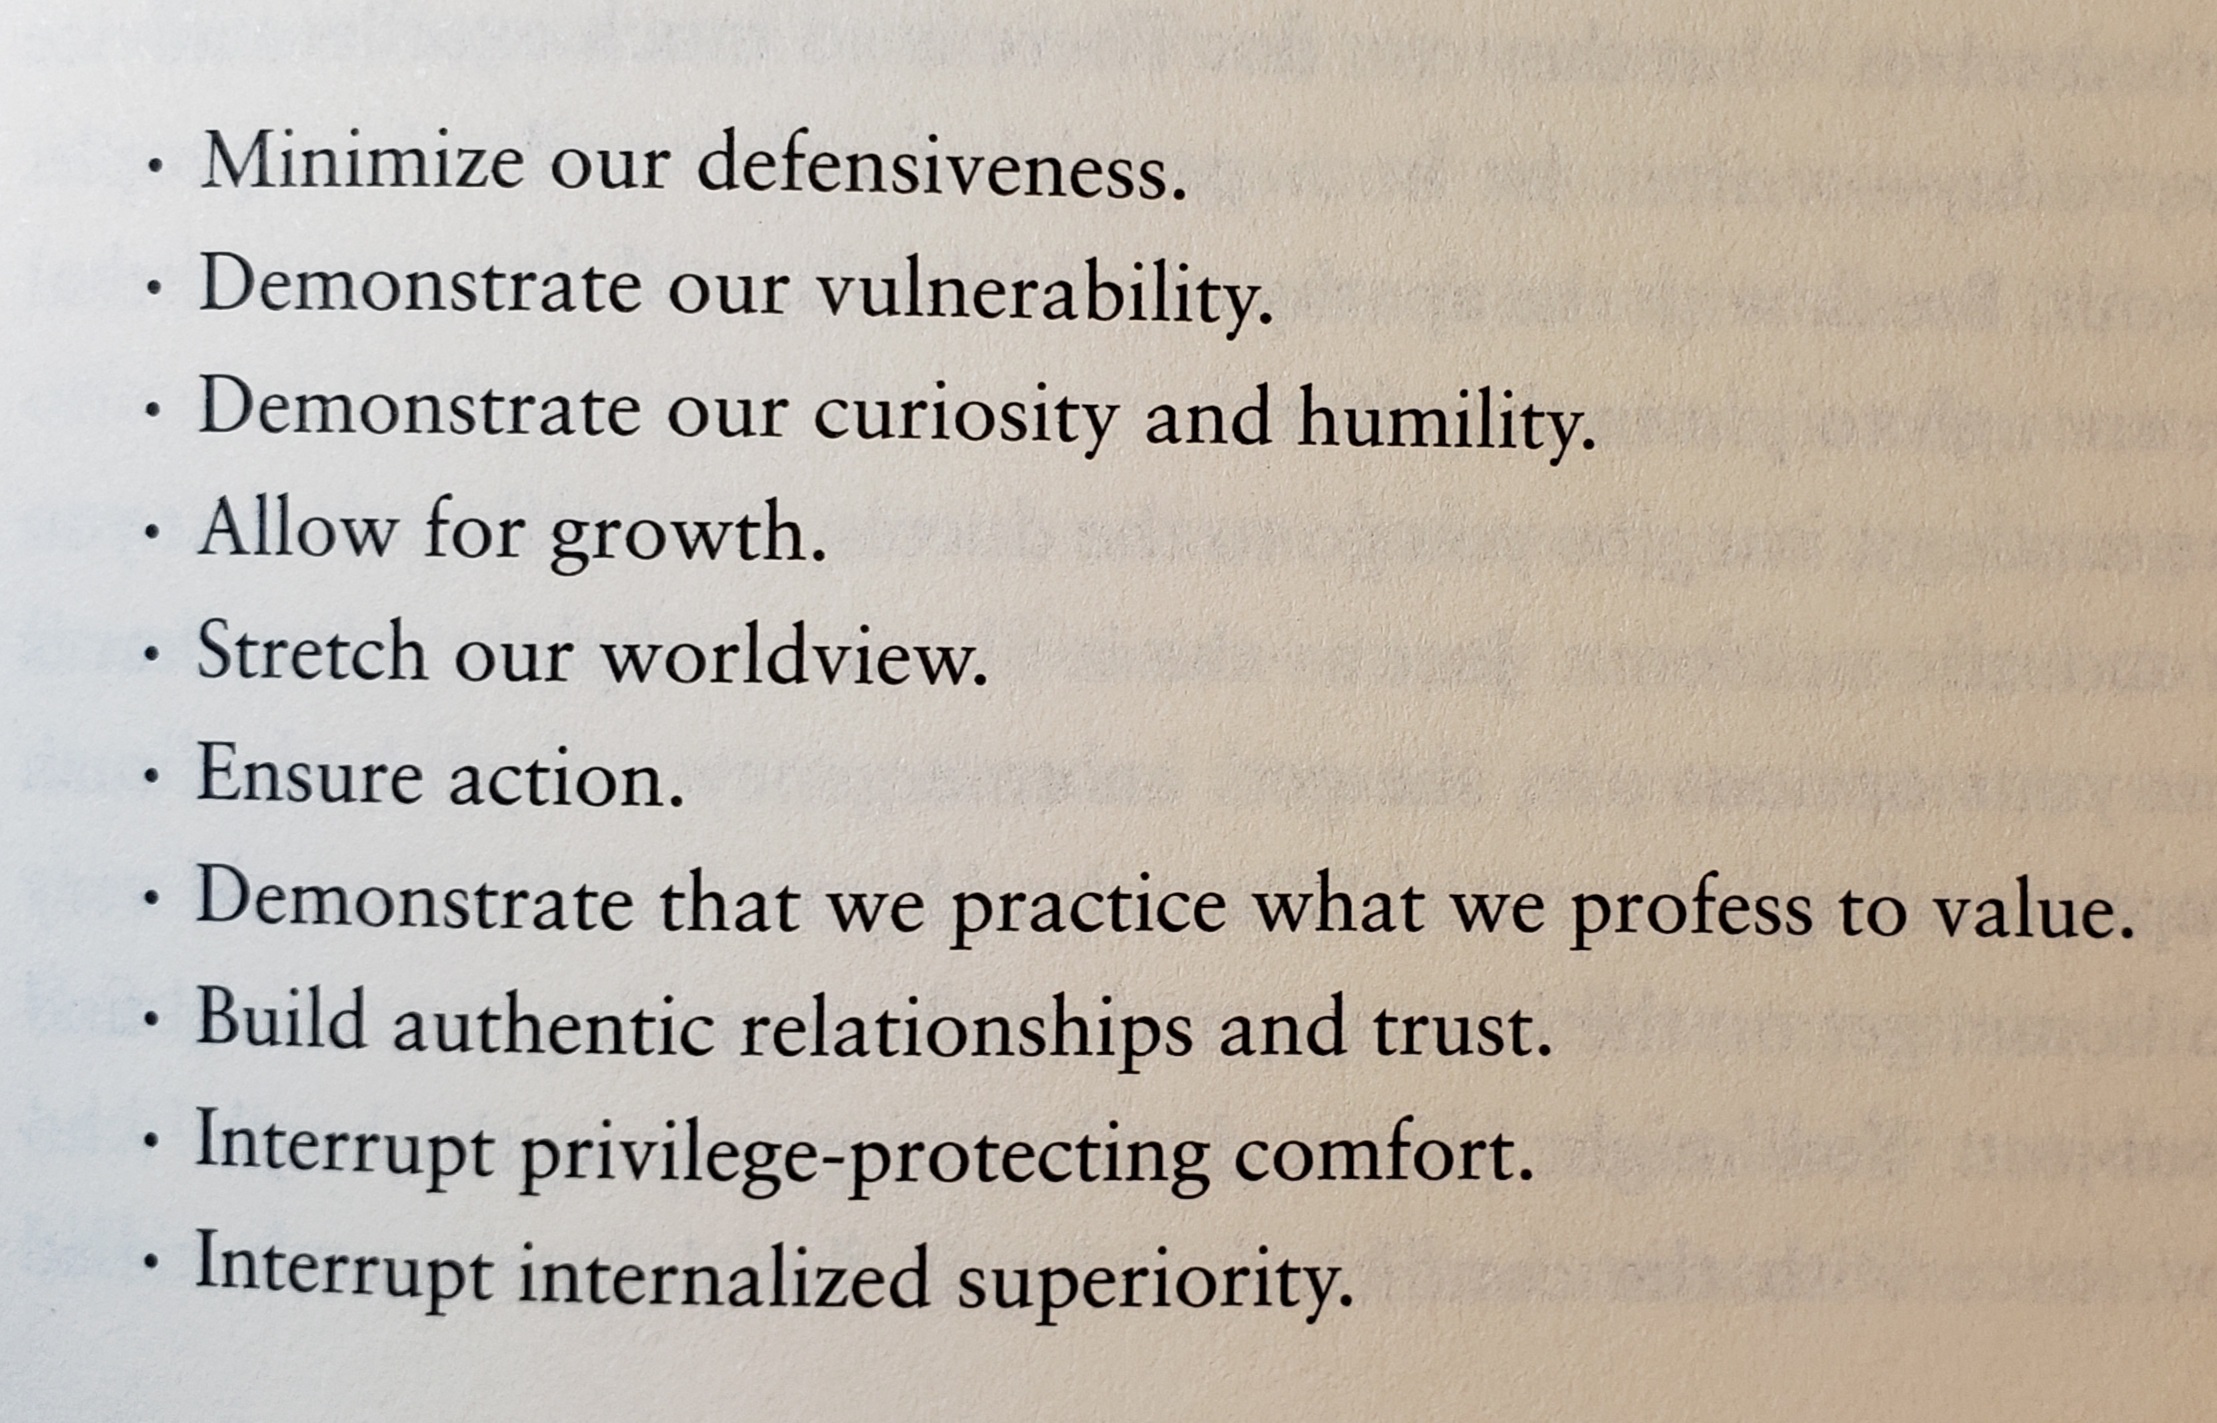 • Minimize our defensiveness.
• Demonstrate our vulnerability.
• Demonstrate our curiosity and humility.
• Allow for growth.
• Stretch our worldview.
• Ensure action.
• Demonstrate that we practice what we profess to value.
• Build authentic relationships and trust.
• Interrupt privilege-protecting comfort.
• Interrupt internalized superiority.